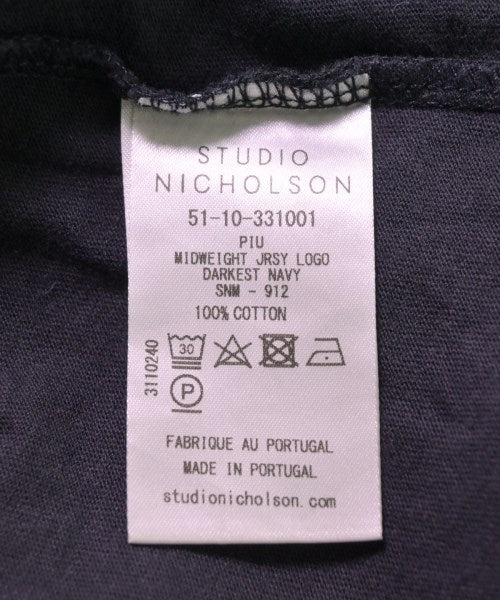 STUDIO
NICHOLSON
51-10-331001
PIU
MIDWEIGHT JRSY LOGO
DARKEST NAVY
SNM - 912
100% COTTON
3110240
30
P
FABRIQUE AU PORTUGAL
MADE IN PORTUGAL
studionicholson.com